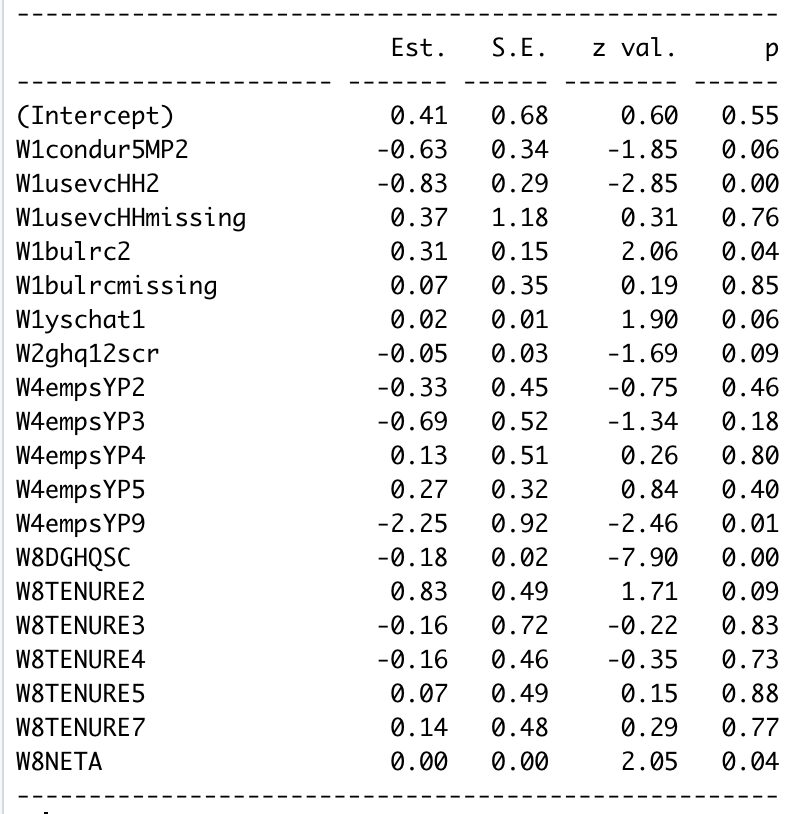 ------------------------------------------------------
                         Est.   S.E.   z val.      p
---------------------- ------- ------ -------- ------
(Intercept)              0.41   0.68     0.60   0.55
W1condur5MP2            -0.63   0.34    -1.85   0.06
W1usevcHH2              -0.83   0.29    -2.85   0.00
W1usevcHHmissing         0.37   1.18     0.31   0.76
W1bulrc2                 0.31   0.15     2.06   0.04
W1bulrcmissing           0.07   0.35     0.19   0.85
W1yschat1                0.02   0.01     1.90   0.06
W2ghq12scr              -0.05   0.03    -1.69   0.09
W4empsYP2               -0.33   0.45    -0.75   0.46
W4empsYP3               -0.69   0.52    -1.34   0.18
W4empsYP4                0.13   0.51     0.26   0.80
W4empsYP5                0.27   0.32     0.84   0.40
W4empsYP9               -2.25   0.92    -2.46   0.01
W8DGHQSC                -0.18   0.02    -7.90   0.00
W8TENURE2                0.83   0.49     1.71   0.09
W8TENURE3               -0.16   0.72    -0.22   0.83
W8TENURE4               -0.16   0.46    -0.35   0.73
W8TENURE5                0.07   0.49     0.15   0.88
W8TENURE7                0.14   0.48     0.29   0.77
W8NETA                   0.00   0.00     2.05   0.04
------------------------------------------------------